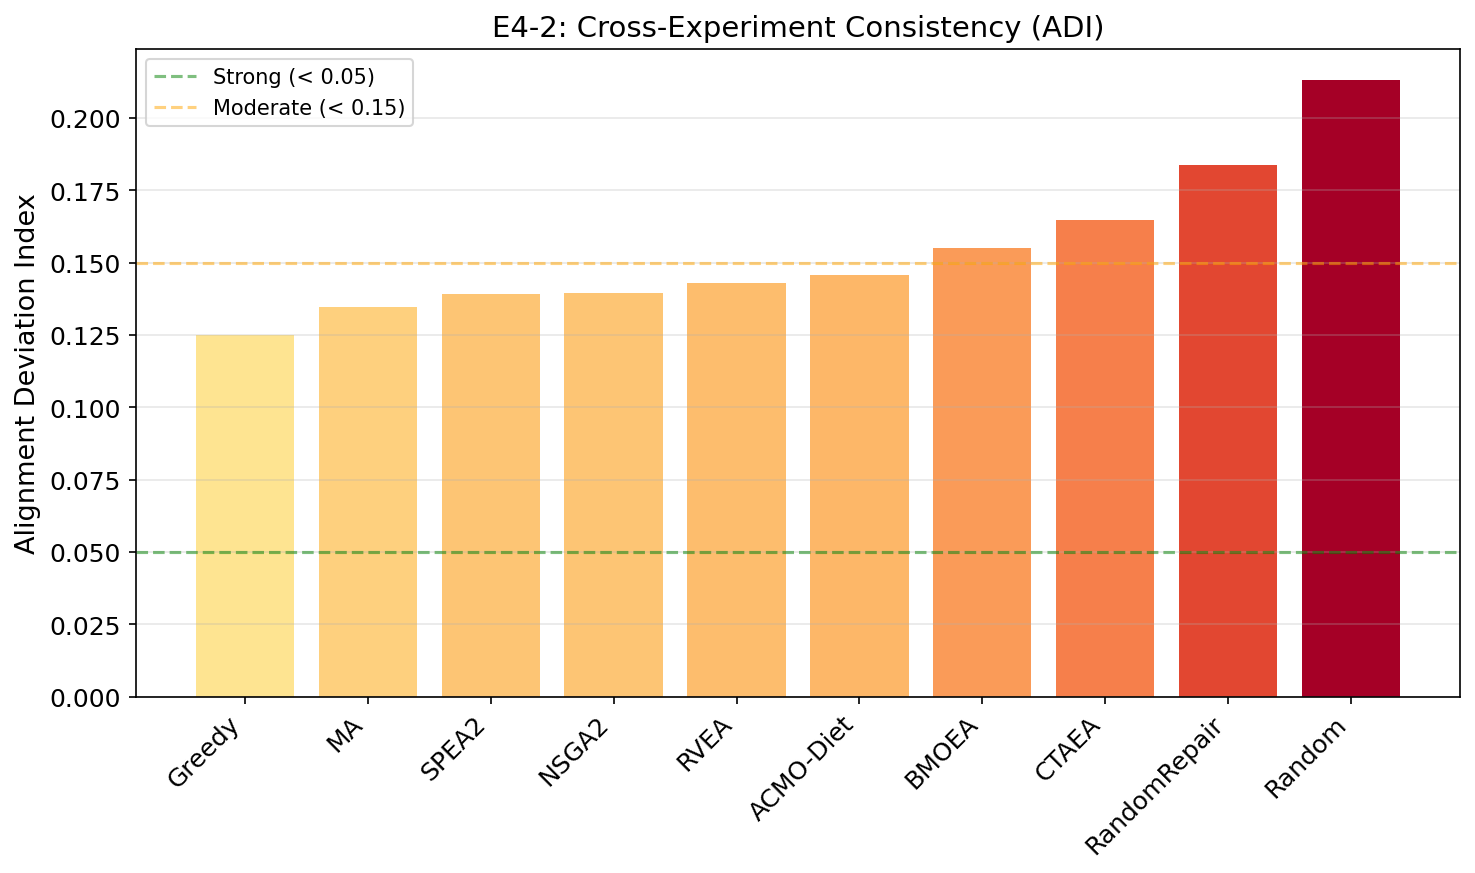 E4-2: Cross-Experiment Consistency (ADI)
Strong (< 0.05)
Moderate (< 0.15)
Alignment Deviation Index
0.200
0.175
0.150
0.125
0.100
0.075
0.050
0.025
0.000
Greedy
MA
SPEA2
NSGA2
RVEA
ACMO-Diet
BMOEA
CTAEA
RandomRepair
Random